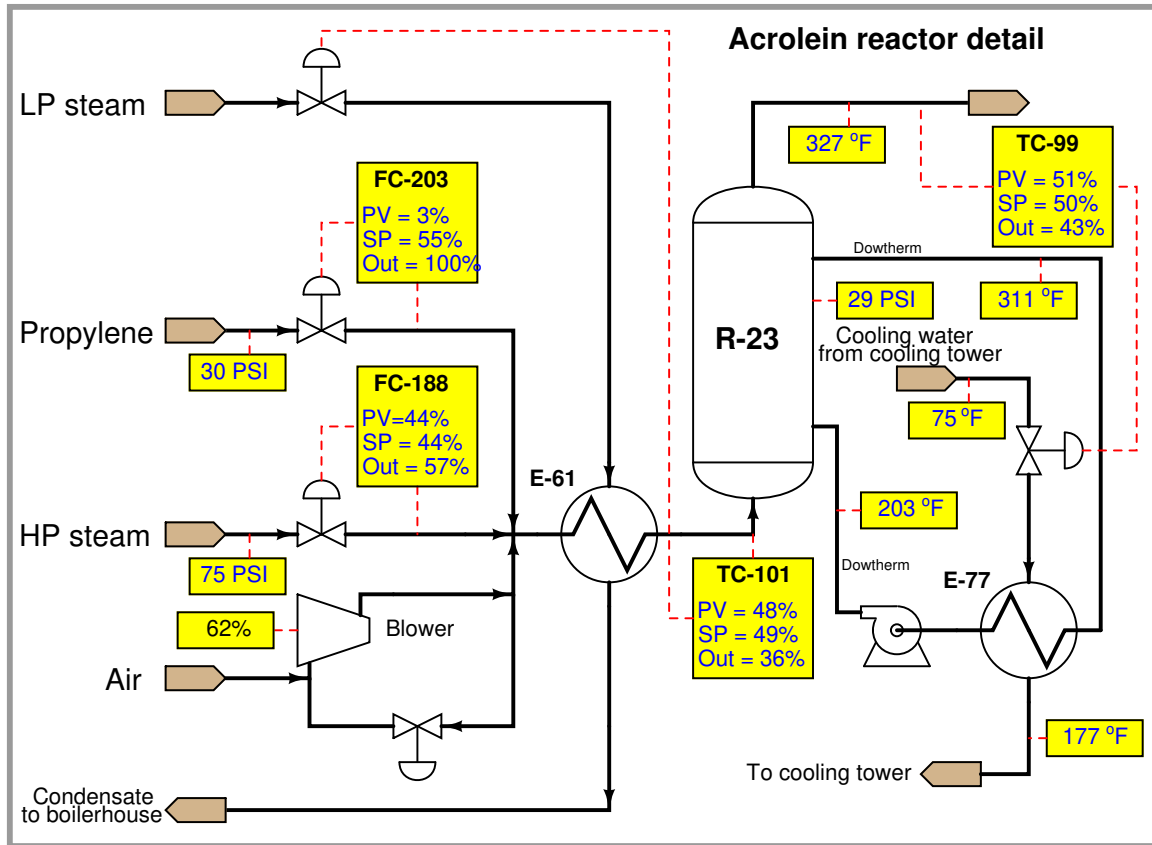 Acrolein reactor detail
LP steam
327 °F
TC-99
PV = 51%
SP = 50%
Out = 43%
FC-203
PV = 3%
SP = 55%
Out = 100%
Dowtherm
29 PSI
311 °F
Propylene
30 PSI
R-23
Cooling water
from cooling tower
75 °F
FC-188
PV=44%
SP = 44%
Out = 57%
E-61
203 °F
HP steam
75 PSI
TC-101
PV = 48%
SP = 49%
Out = 36%
Dowtherm
E-77
62%
Blower
Air
177 °F
To cooling tower
Condensate
to boilerhouse